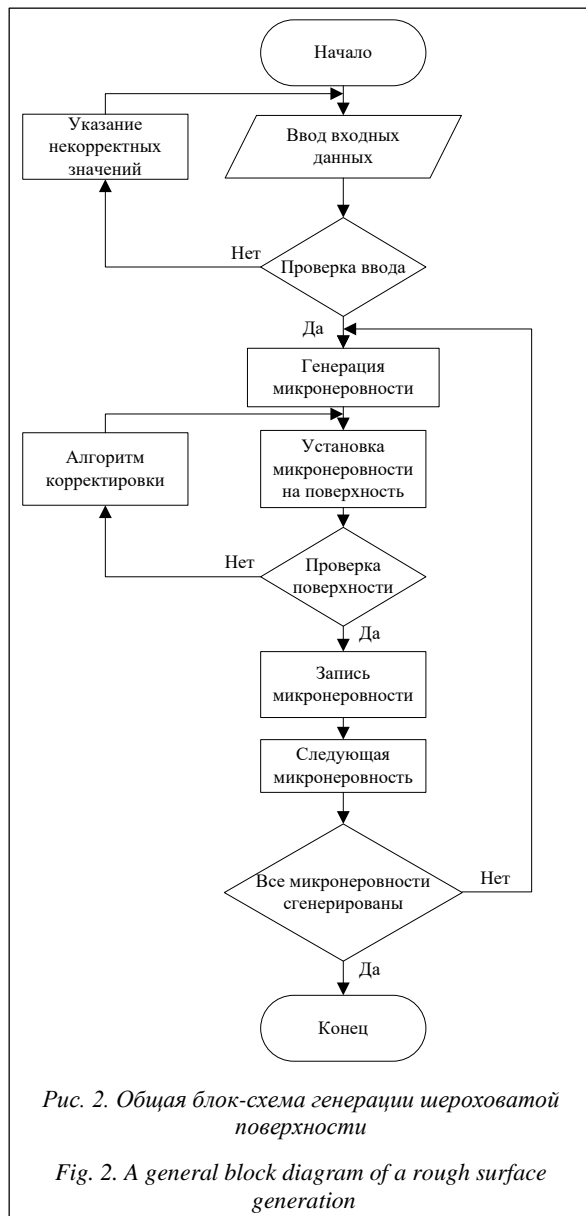 Начало
Указание
некорректных
значений
Ввод входных
данных
Нет
Проверка ввода
Да
Генерация
микронеровности
Алгоритм
корректировки
Установка
микронеровности
на поверхность
Нет
Проверка
поверхности
Да
Запись
микронеровности
Следующая
микронеровность
Все микронеровности
сгенерированы
Нет
Да
Конец
Рис. 2. Общая блок-схема генерации шероховатой
поверхности
Fig. 2. A general block diagram of a rough surface
generation